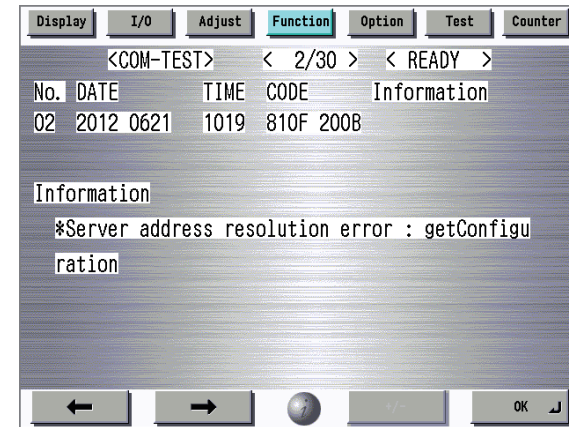 Display I/O Adjust Function Option Test Counter
<COM-TEST> < 2/30 > < READY >
No. DATE TIME CODE Information
02 2012 0621 1019 810F 200B
Information
*Server address resolution error : getConfigu
ration
+/- OK